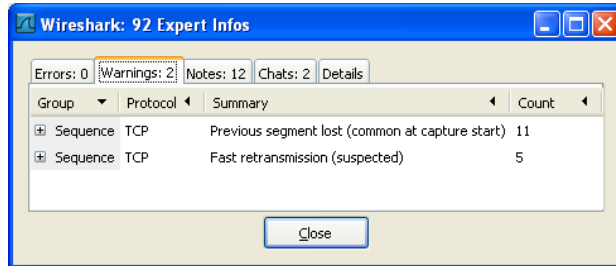 Wireshark: 92 Expert Infos
Errors: 0 Warnings: 2 Notes: 12 Chats: 2 Details
Group Protocol Summary Count
Sequence TCP Previous segment lost (common at capture start) 11
Sequence TCP Fast retransmission (suspected) 5
Close